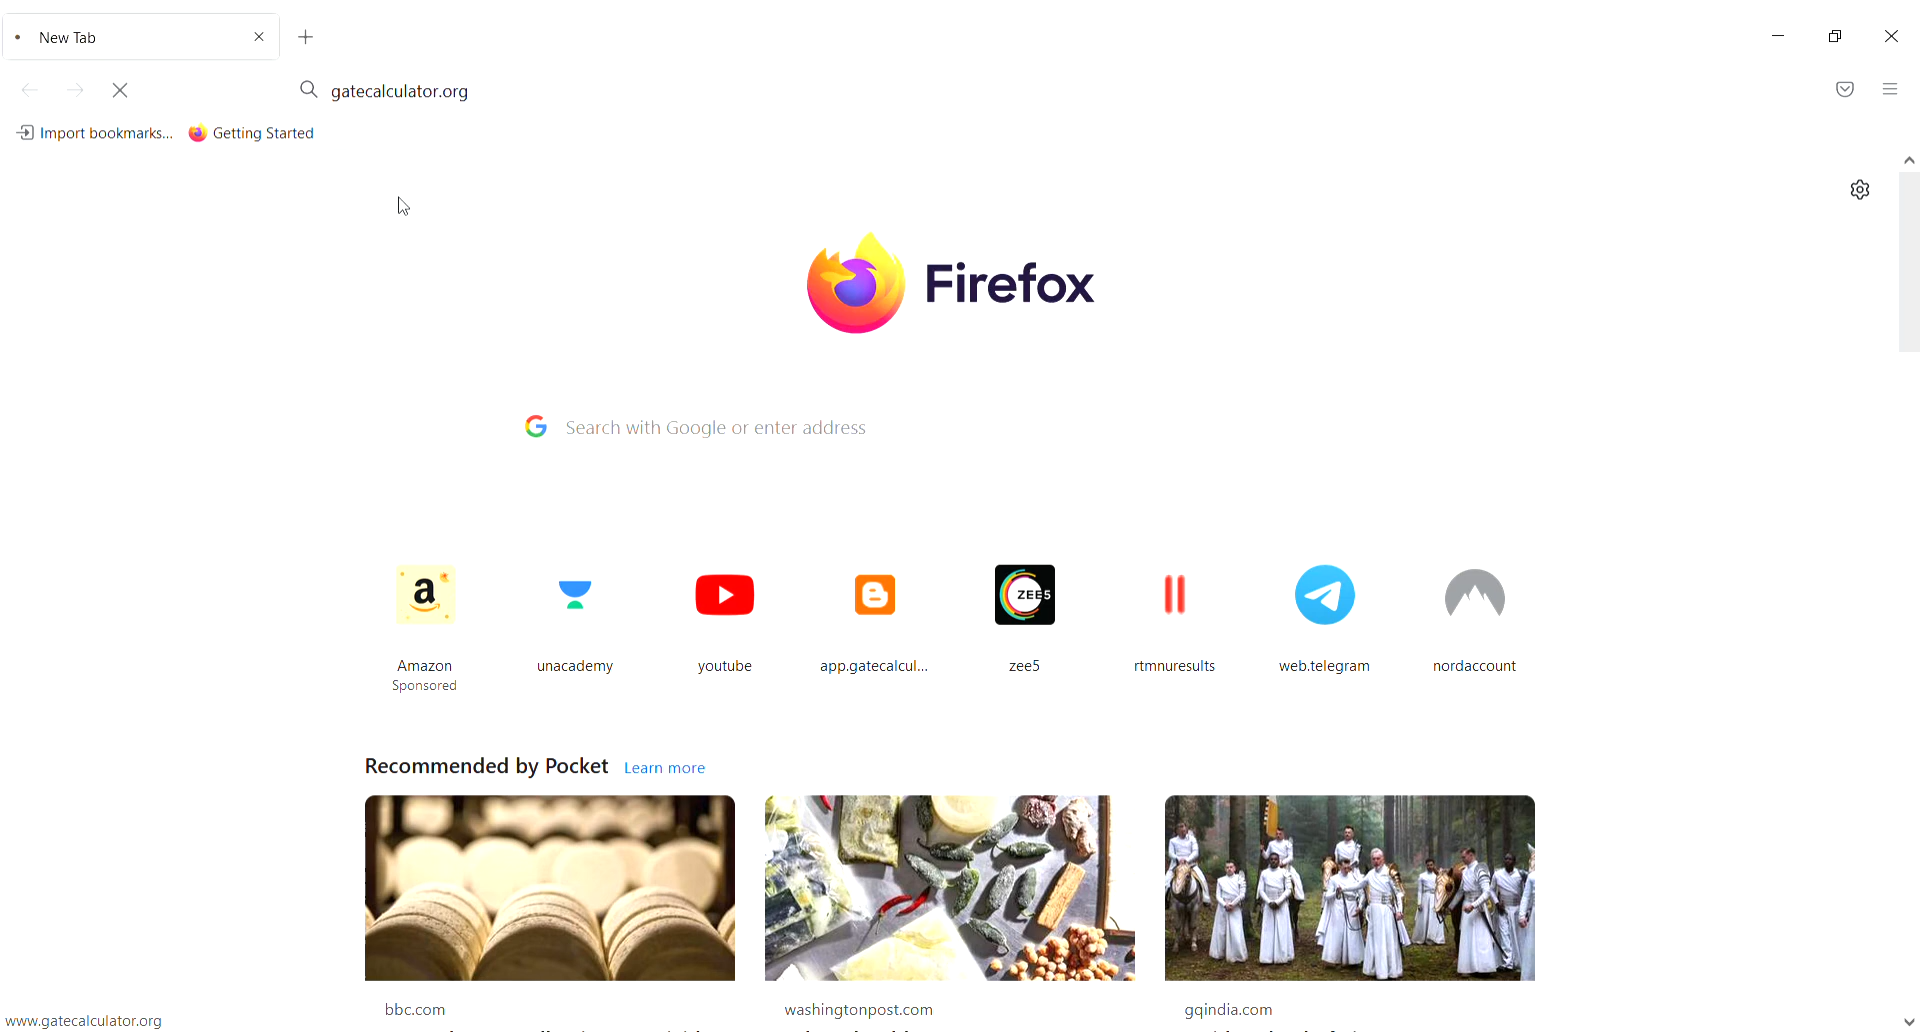 New Tab
gatecalculator.org
Import bookmarks...
Getting Started
Firefox
Search with Google or enter address
a
ZEE5
Amazon
Sponsored
unacademy
youtube
app.gatecalcul...
zee5
rtmnuresults
web.telegram
nordaccount
Recommended by Pocket
Learn more
bbc.com
washingtonpost.com
gqindia.com
www.gatecalculator.org